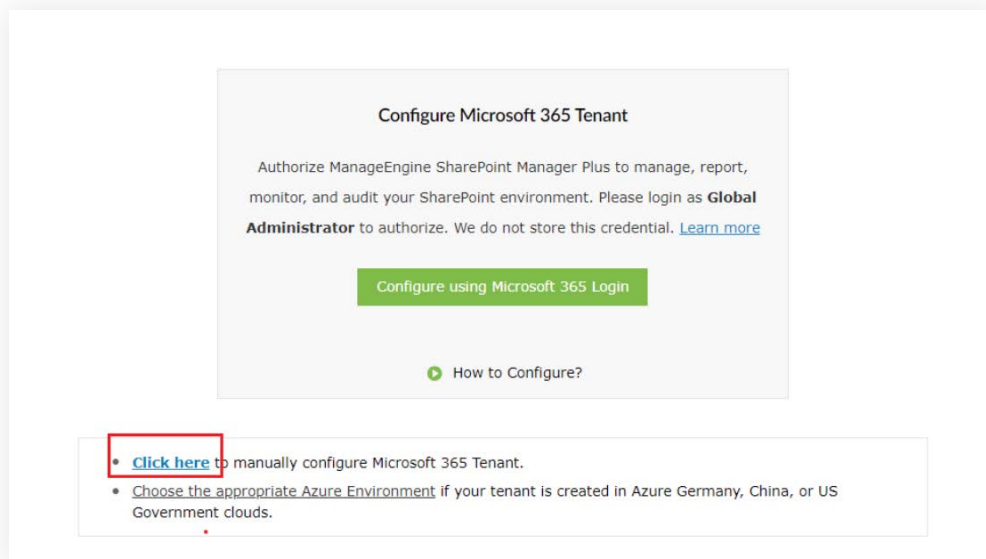 Configure Microsoft 365 Tenant
Authorize ManageEngine SharePoint Manager Plus to manage, report,
monitor, and audit your SharePoint environment. Please login as Global
Administrator to authorize. We do not store this credential. Learn more
Configure using Microsoft 365 Login
How to Configure?
Click here to manually configure Microsoft 365 Tenant.
Choose the appropriate Azure Environment if your tenant is created in Azure Germany, China, or US
Government clouds.